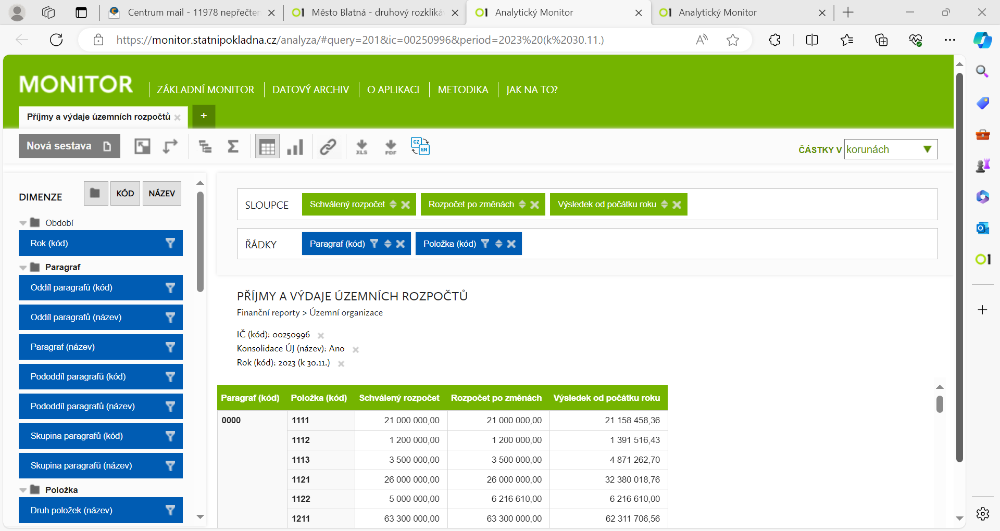 Centrum mail - 11978 nepřečten
Město Blatná - druhový rozkliká
Analytický Monitor
Analytický Monitor
https://monitor.statnipokladna.cz/analyza/#query=201&ic=00250996&period=2023%20(k%2030.11.)
MONITOR
ZÁKLADNÍ MONITOR
DATOVÝ ARCHIV
O APLIKACI
METODIKA
JAK NA TO?
Příjmy a výdaje územních rozpočtů
+
Nová sestava
XLS
PDF
CZ
EN
ČÁSTKY V korunách
DIMENZE
KÓD
NÁZEV
Období
Rok (kód)
Paragraf
Oddíl paragrafů (kód)
Oddíl paragrafů (název)
Paragraf (název)
Pododdíl paragrafů (kód)
Pododdíl paragrafů (název)
Skupina paragrafů (kód)
Skupina paragrafů (název)
Položka
Druh položek (název)
SLOUPCE Schválený rozpočet Rozpočet po změnách Výsledek od počátku roku
ŘÁDKY Paragraf (kód) Položka (kód)
PŘÍJMY A VÝDAJE ÚZEMNÍCH ROZPOČTŮ
Finanční reporty > Územní organizace
IČ (kód): 00250996
Konsolidace ÚJ (název): Ano
Rok (kód): 2023 (k 30.11.)
Paragraf (kód) Položka (kód) Schválený rozpočet Rozpočet po změnách Výsledek od počátku roku
0000 1111 21 000 000,00 21 000 000,00 21 158 458,36
1112 1 200 000,00 1 200 000,00 1 391 516,43
1113 3 500 000,00 3 500 000,00 4 871 262,70
1121 26 000 000,00 26 000 000,00 32 380 018,76
1122 5 000 000,00 6 216 610,00 6 216 610,00
1211 63 300 000,00 63 300 000,00 62 311 706,56